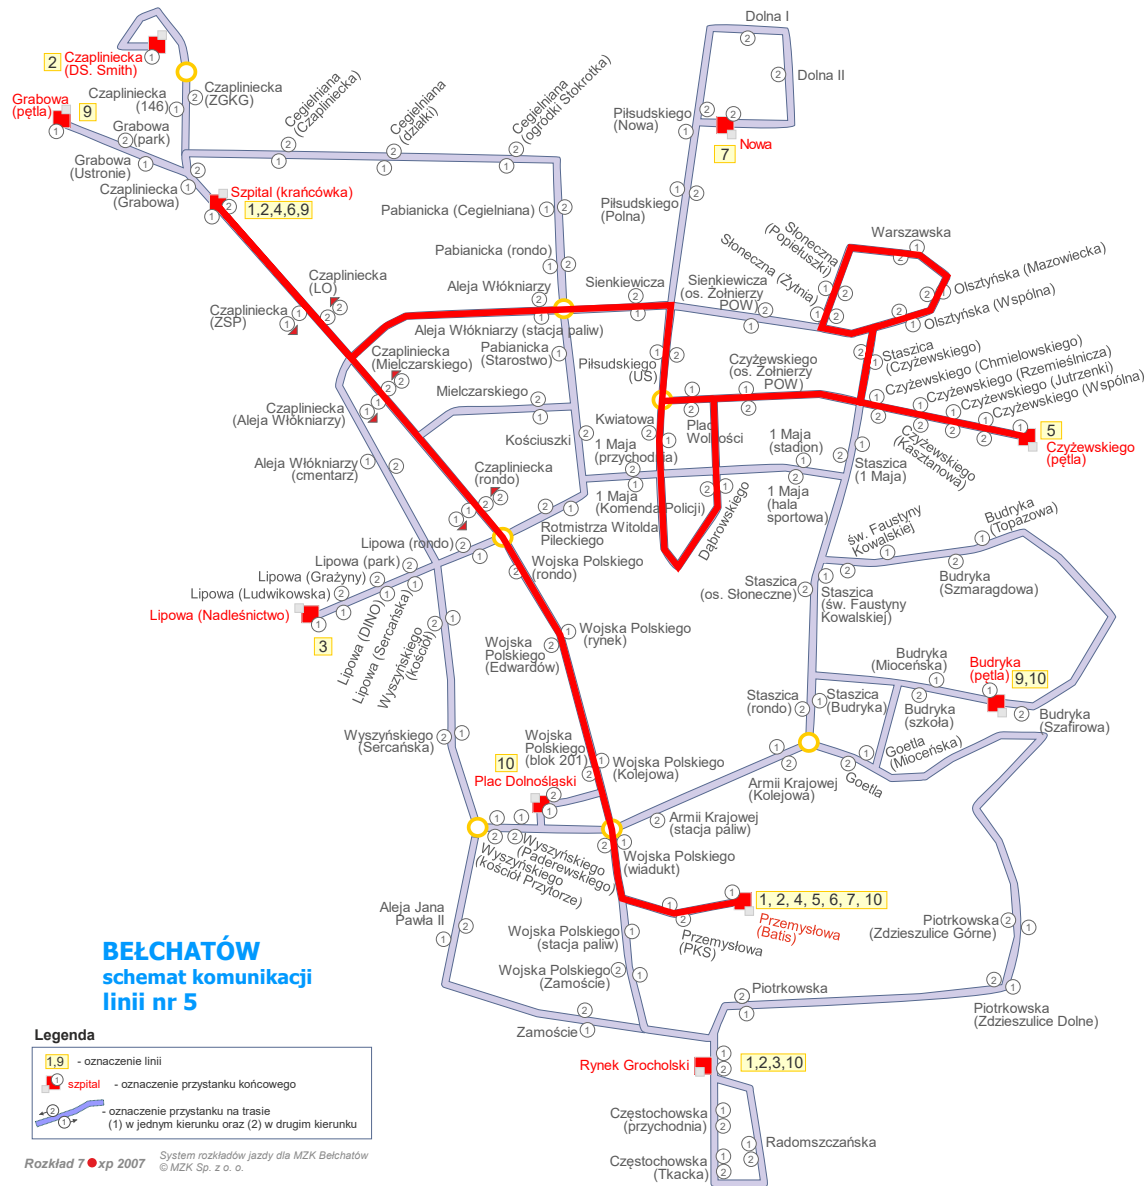 Dolna I
2 Czapliniecka
(DS. Smith)
Czapliniecka
(ZGKG)
Dolna II
Grabowa
(pętla)
9
Czapliniecka
(146)
Grabowa
(park)
Grabowa
(Ustronie)
Czapliniecka
(Grabowa)
Cegielniana
(Czapliniecka)
Cegielniana
(działki)
Cegielniana
(ogródki Stokrotka)
Piłsudskiego
(Nowa)
Nowa
7
Szpital (krańcówka)
1,2,4,6,9
Pabianicka (Cegielniana)
Piłsudskiego
(Polna)
Pabianicka (rondo)
Słoneczna
(Popiełuszki)
Słoneczna (Żytnia)
Warszawska
Olsztyńska (Mazowiecka)
Olsztyńska (Wspólna)
Czapliniecka
(LO)
Aleja Włókniarzy
Sienkiewicza
Sienkiewicza
(os. Żołnierzy
POW)
Czapliniecka
(ZSP)
Aleja Włókniarzy (stacja paliw)
Pabianicka
(Starostwo)
Piłsudskiego
(US)
Czyżewskiego
(os. Żołnierzy
POW)
Staszica
(Czyżewskiego)
Czyżewskiego (Chmielowskiego)
Czyżewskiego (Rzemieślnicza)
Czyżewskiego (Jutrzenki)
Czyżewskiego (Wspólna)
Czapliniecka
(Mielczarskiego)
Mielczarskiego
Czapliniecka
(Aleja Włókniarzy)
Kwiatowa
Plac
Wolności
Kościuszki
1 Maja
(przychodnia)
1 Maja
(stadion)
Staszica
(1 Maja)
Czyżewskiego
(Kasztanowa)
5
Czyżewskiego
(pętla)
Aleja Włókniarzy
(cmentarz)
Czapliniecka
(rondo)
1 Maja
(Komenda Policji)
Dąbrowskiego
1 Maja
(hala
sportowa)
św. Faustyny
Kowalskiej
Budryka
(Topazowa)
Rotmistrza Witolda
Pileckiego
Lipowa (rondo)
Lipowa (park)
Lipowa (Grażyny)
Lipowa (Ludwikowska)
Lipowa (Nadleśnictwo)
3
Lipowa (DINO)
Lipowa (Sercańska)
Wyszyńskiego
(kościół)
Wojska Polskiego
(rondo)
Staszica
(os. Słoneczne)
Staszica
(św. Faustyny
Kowalskiej)
Budryka
(Szmaragdowa)
Wojska Polskiego
(rynek)
Wojska
Polskiego
(Edwardów)
Budryka
(Mioceńska)
Budryka
(pętla)
9,10
Staszica
(rondo)
Staszica
(Budryka)
Budryka
(szkoła)
Budryka
(Szafirowa)
Wyszyńskiego
(Sercańska)
Wojska
Polskiego
(blok 201)
Wojska Polskiego
(Kolejowa)
Goetla
(Mioceńska)
Goetla
10
Plac Dolnośląski
Armii Krajowej
(Kolejowa)
Armii Krajowej
(stacja paliw)
Wyszyńskiego
(Paderewskiego)
Wyszyńskiego
(kościół Przytorze)
Wojska Polskiego
(wiadukt)
1, 2, 4, 5, 6, 7, 10
Przemysłowa
(Batis)
Przemysłowa
(PKS)
Aleja Jana
Pawła II
Wojska Polskiego
(stacja paliw)
Piotrkowska
(Zdzieszulice Górne)
Wojska Polskiego
(Zamoście)
Piotrkowska
Piotrkowska
(Zdzieszulice Dolne)
Zamoście
BEŁCHATÓW
schemat komunikacji
linii nr 5
Rynek Grocholski
1,2,3,10
Częstochowska
(przychodnia)
Radomszczańska
Częstochowska
(Tkacka)
Legenda
1,9 - oznaczenie linii
1 szpital - oznaczenie przystanku końcowego
2 1 - oznaczenie przystanku na trasie
(1) w jednym kierunku oraz (2) w drugim kierunku
Rozkład 7 xp 2007
System rozkładów jazdy dla MZK Bełchatów
© MZK Sp. z o. o.